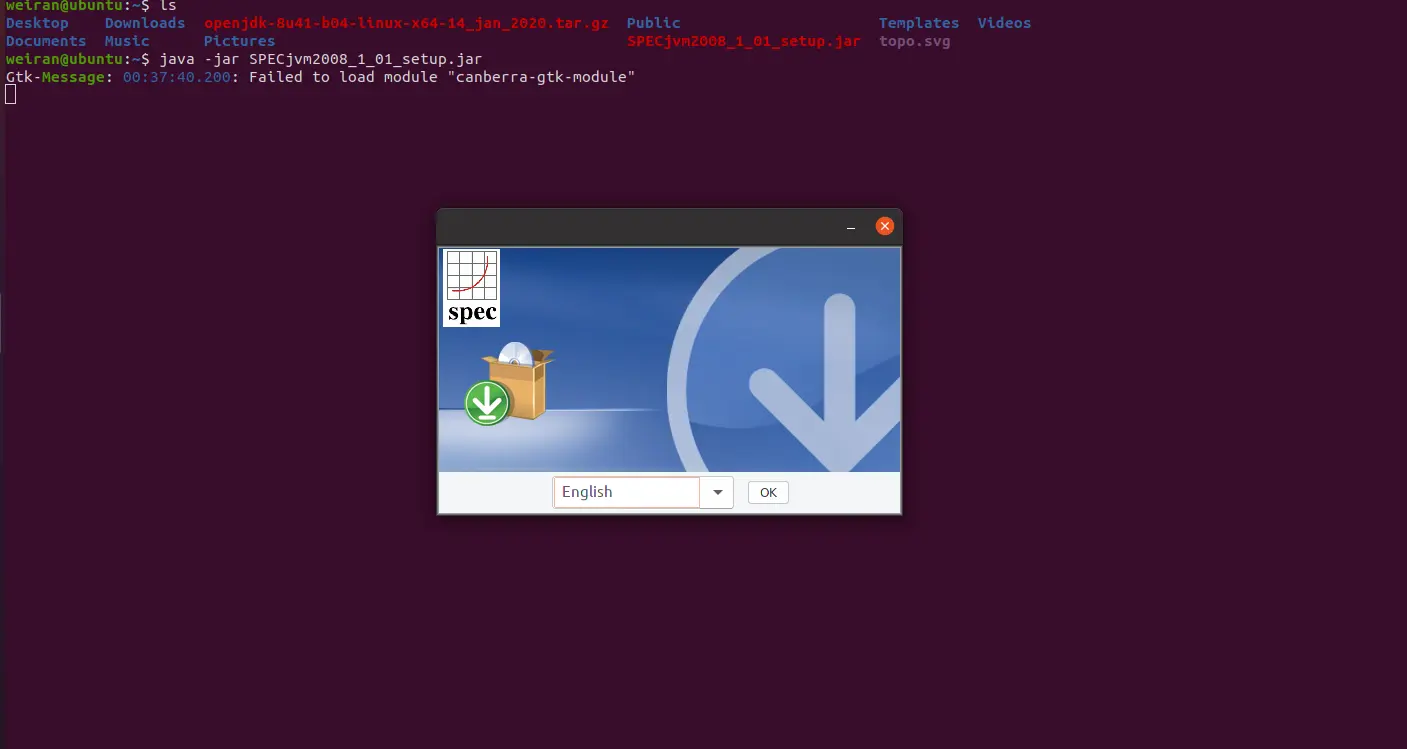 weiran@ubuntu:~$ ls
Desktop Downloads openjdk-8u41-b04-linux-x64-14_jan_2020.tar.gz Public Templates Videos
Documents Music Pictures SPECjvm2008_1_01_setup.jar topo.svg
weiran@ubuntu:~$ java -jar SPECjvm2008_1_01_setup.jar
Gtk-Message: 00:37:40.200: Failed to load module "canberra-gtk-module"
spec
English
OK